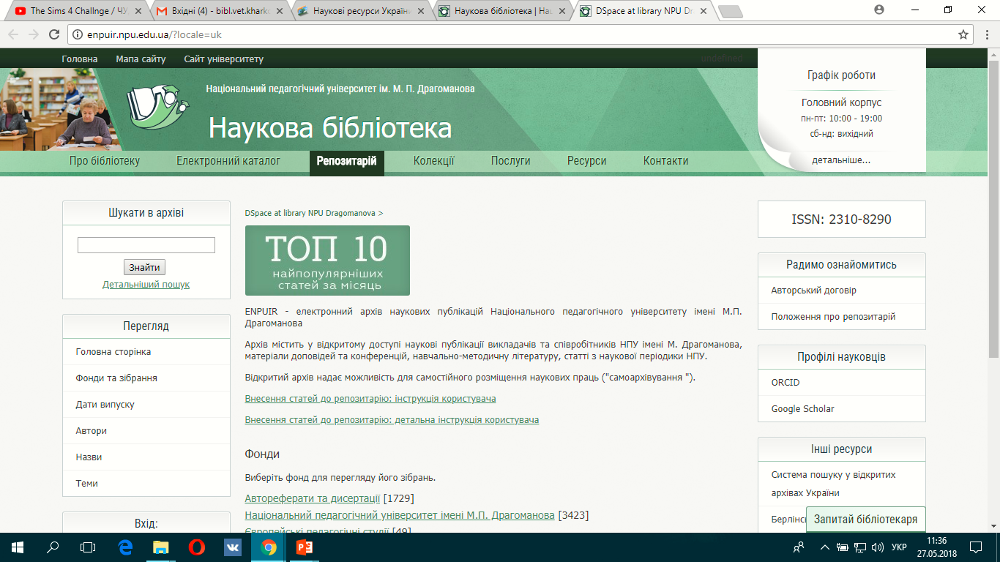 The Sims 4 Challnge / ЧУ
Вхідні (4) - bibl.vet.khark
Наукові ресурси Україн
Наукова бібліотека | Нац
DSpace at library NPU Dr
enpuir.npu.edu.ua/?locale=uk
Головна
Мапа сайту
Сайт університету
undefined
Національний педагогічний університет ім. М. П. Драгоманова
Наукова бібліотека
Графік роботи
Головний корпус
пн-пт: 10:00 - 19:00
сб-нд: вихідний
детальніше...
Про бібліотеку
Електронний каталог
Репозитарій
Колекції
Послуги
Ресурси
Контакти
Шукати в архіві
Знайти
Детальніший пошук
Перегляд
Головна сторінка
Фонди та зібрання
Дати випуску
Автори
Назви
Теми
Вхід:
DSpace at library NPU Dragomanova >
ТОП 10
найпопулярніших
статей за місяць
ENPUIR - електронний архів наукових публікацій Національного педагогічного університету імені М.П.
Драгоманова
Архів містить у відкритому доступі наукові публікації викладачів та співробітників НПУ імені М. Драгоманова,
матеріали доповідей та конференцій, навчально-методичну літературу, статті з наукової періодики НПУ.
Відкритий архів надає можливість для самостійного розміщення наукових праць ("самоархівування ").
Внесення статей до репозитарію: інструкція користувача
Внесення статей до репозитарію: детальна інструкція користувача
Фонди
Виберіть фонд для перегляду його зібрань.
Автореферати та дисертації [1729]
Національний педагогічний університет імені М.П. Драгоманова [3423]
Європейські педагогічні студії [49]
ISSN: 2310-8290
Радимо ознайомитись
Авторський договір
Положення про репозитарій
Профілі науковців
ORCID
Google Scholar
Інші ресурси
Система пошуку у відкритих
архівах України
Берлінсь
Запитай бібліотекаря
УКР
11:36
27.05.2018